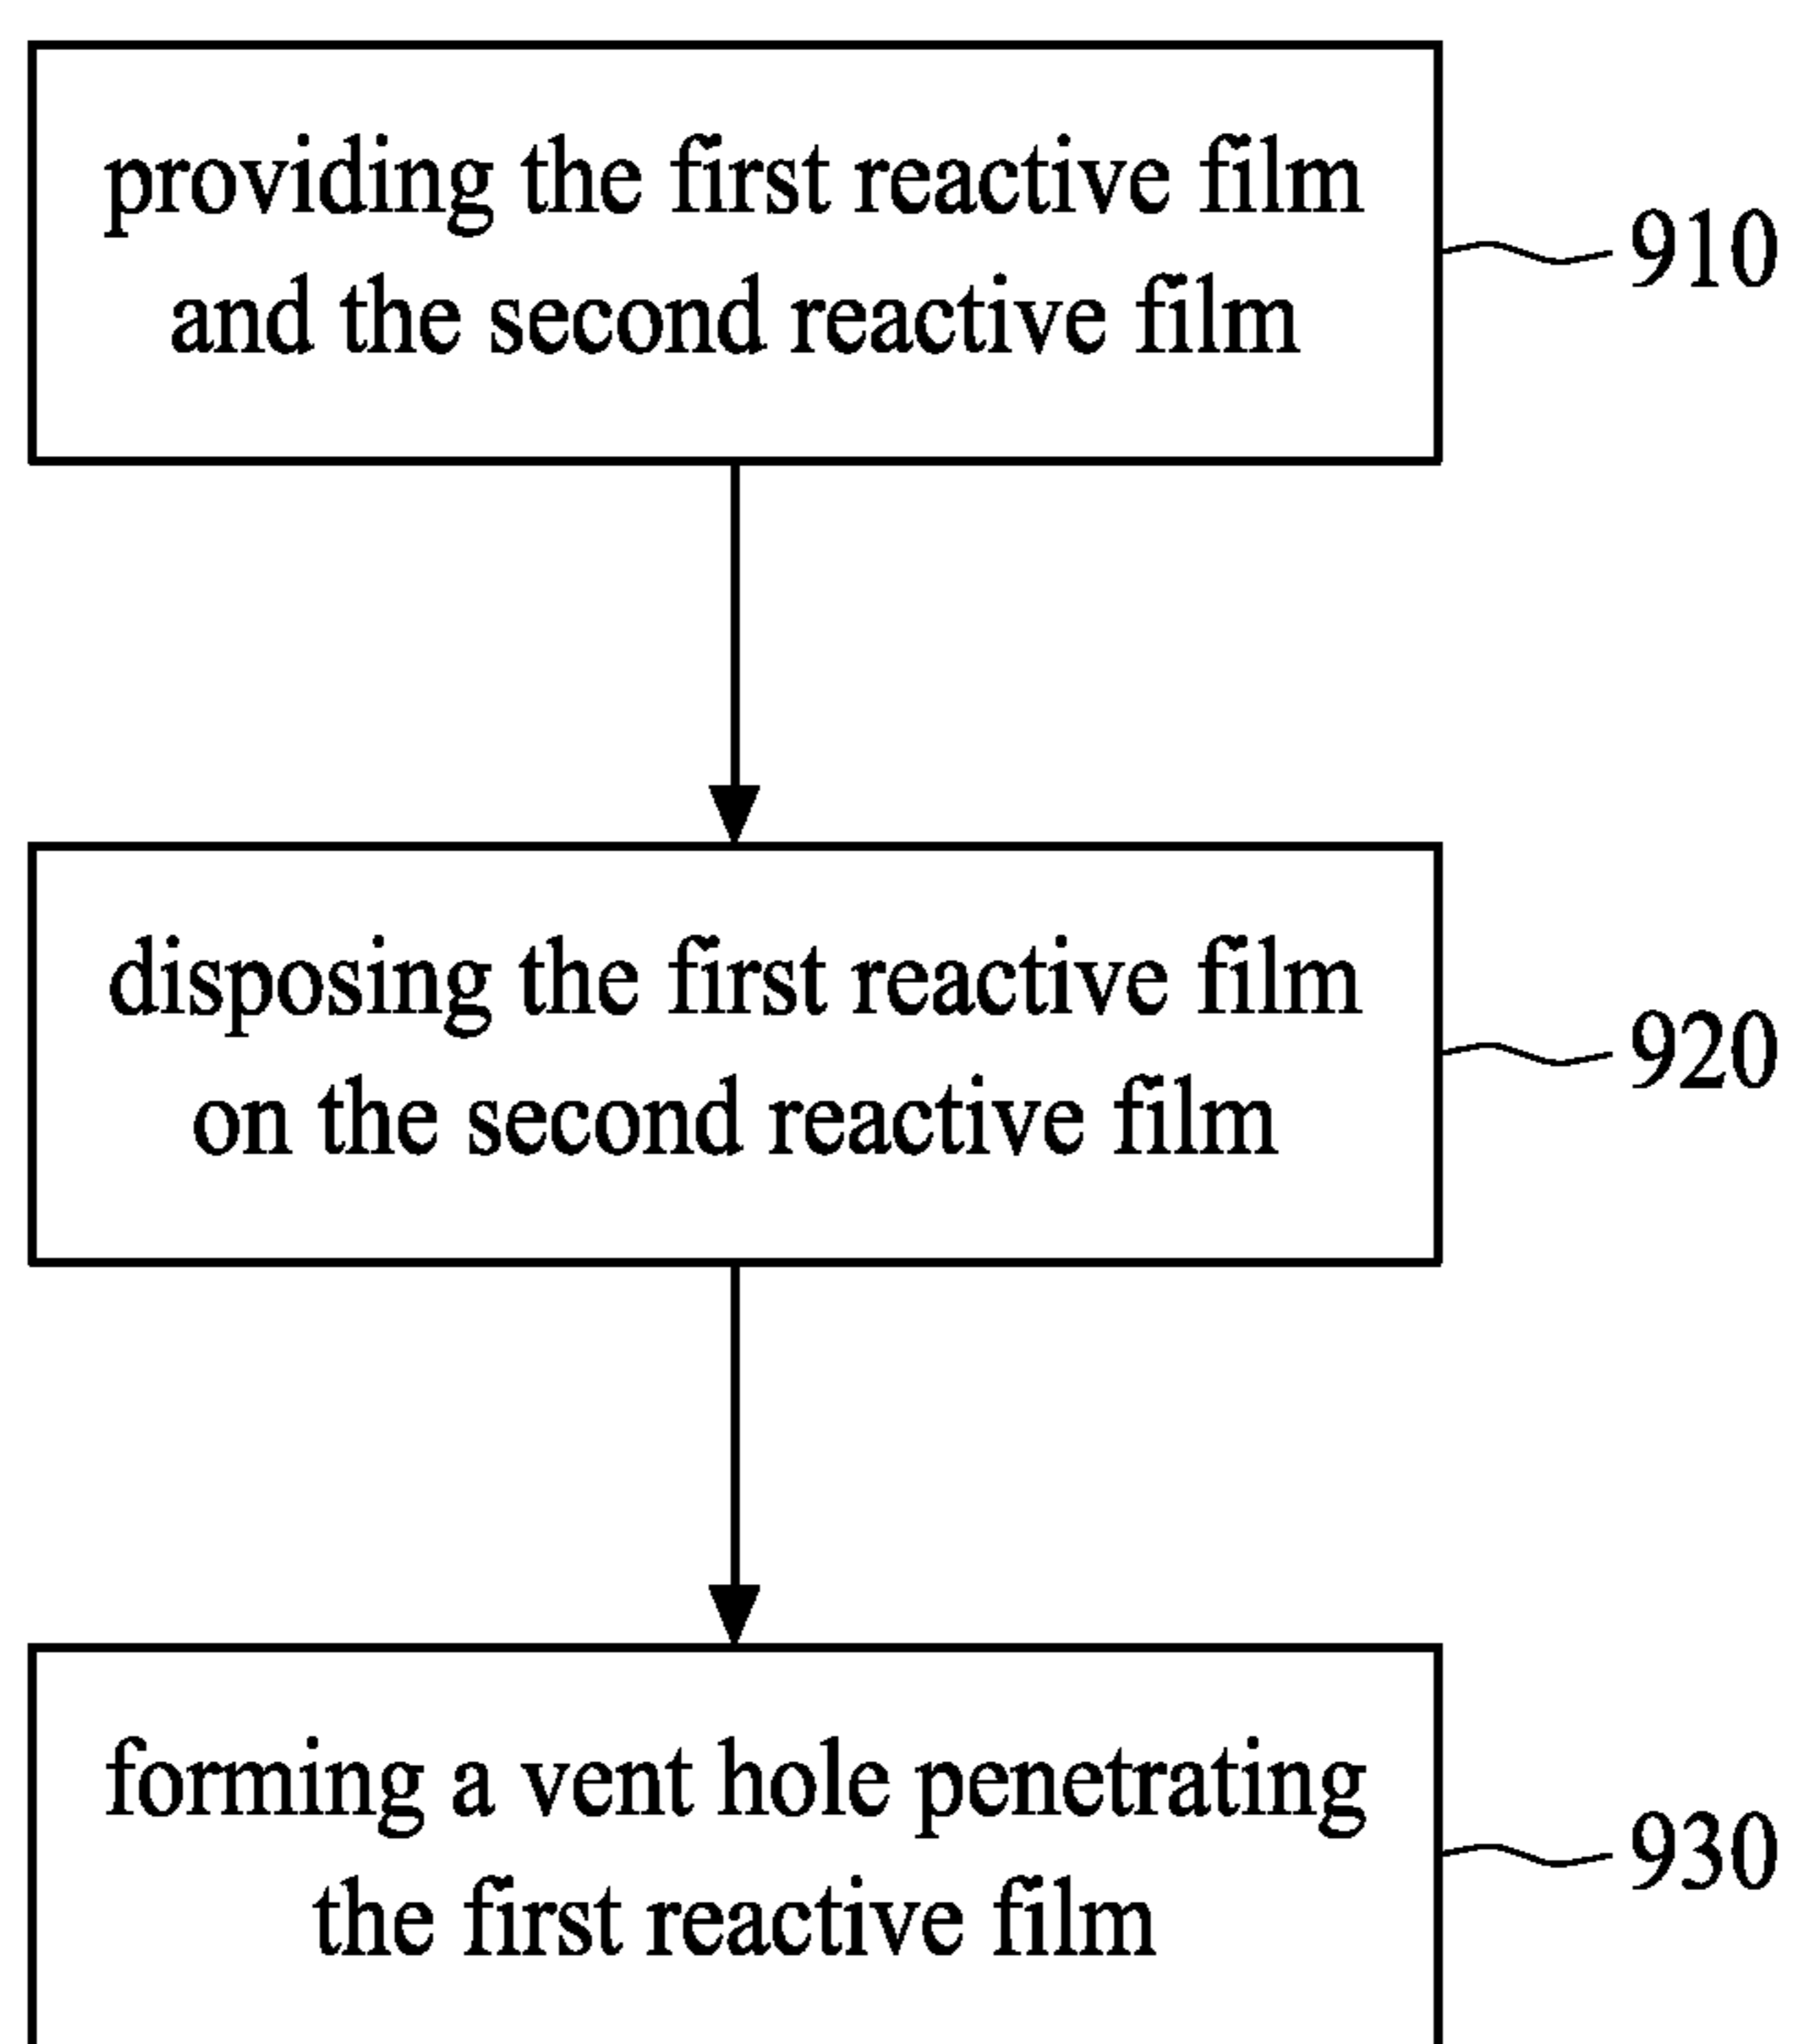 providing the first reactive film
and the second reactive film
910
disposing the first reactive film
on the second reactive film
920
forming a vent hole penetrating
the first reactive film
930